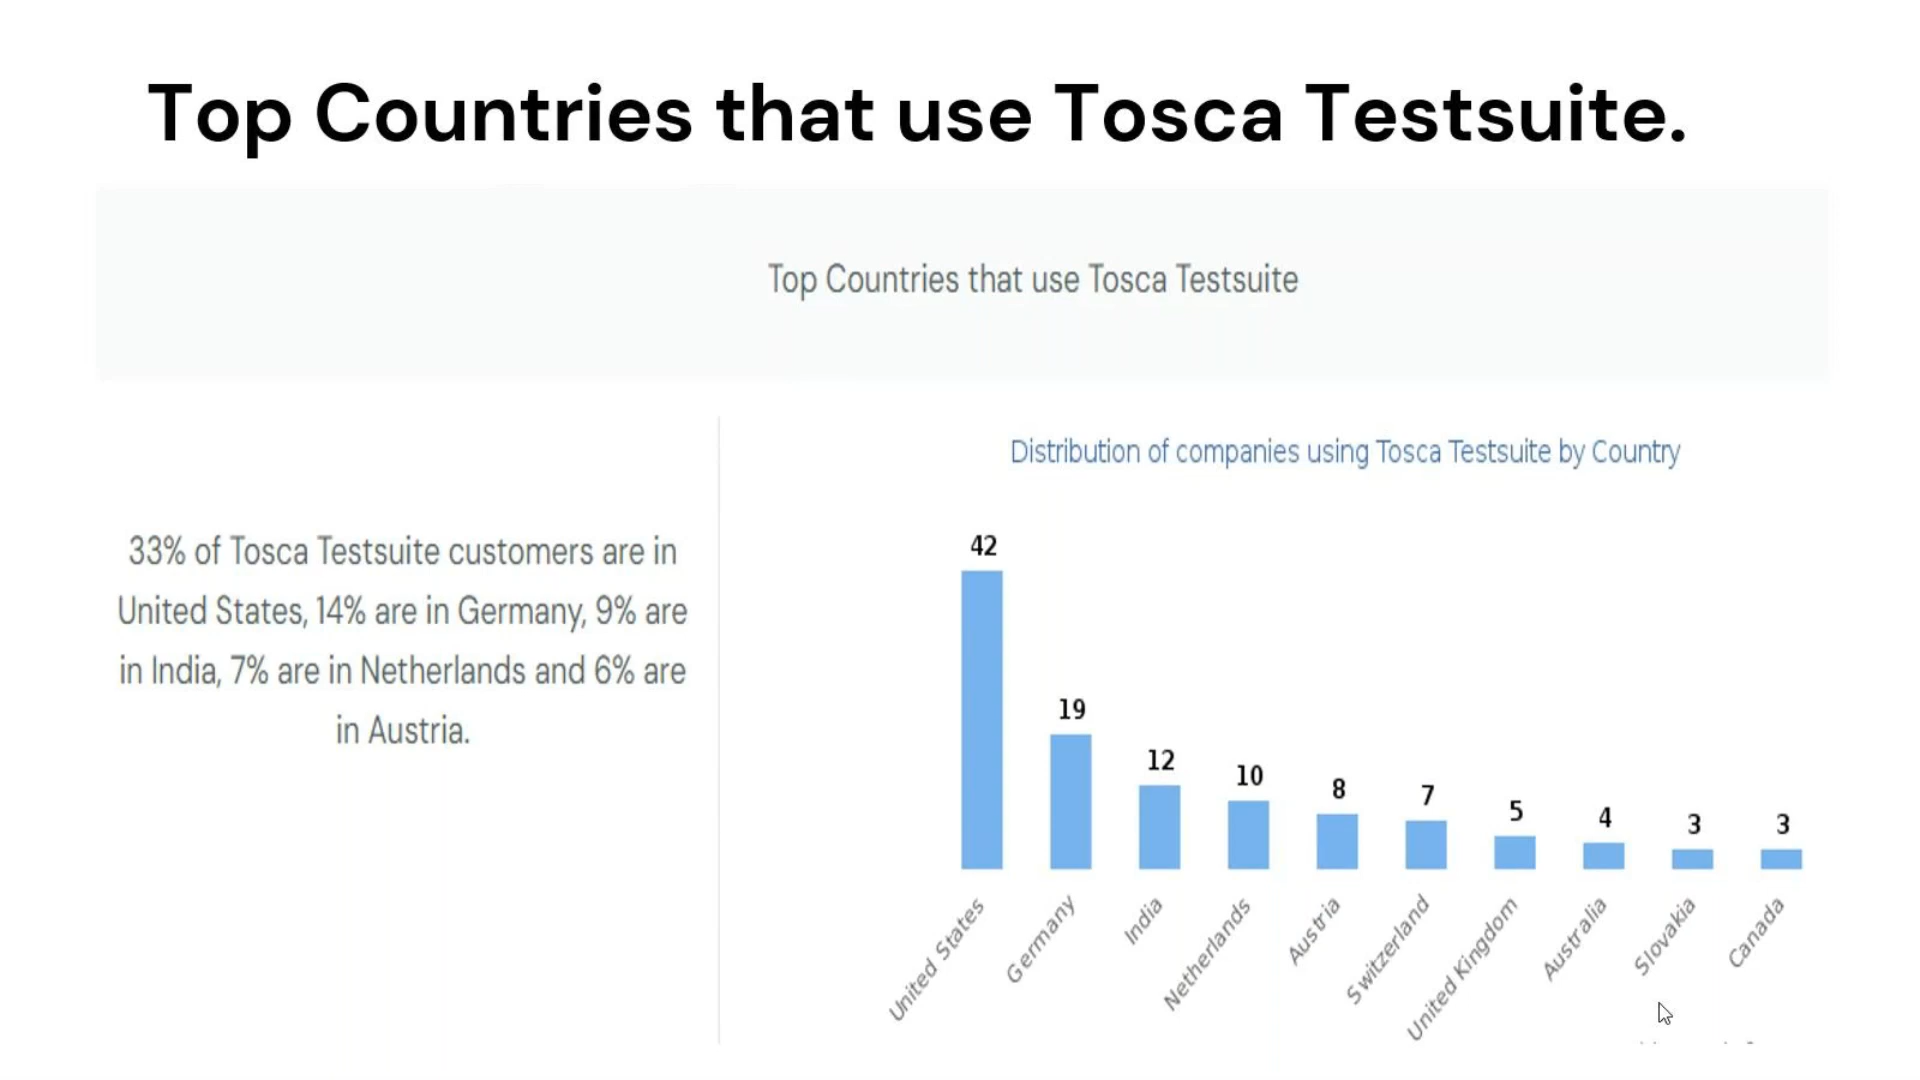 Top Countries that use Tosca Testsuite.
Top Countries that use Tosca Testsuite
33% of Tosca Testsuite customers are in
United States, 14% are in Germany, 9% are
in India, 7% are in Netherlands and 6% are
in Austria.
Distribution of companies using Tosca Testsuite by Country
42
19
12
10
8
7
5
4
3
3
United States
Germany
India
Netherlands
Austria
Switzerland
United Kingdom
Australia
Slovakia
Canada